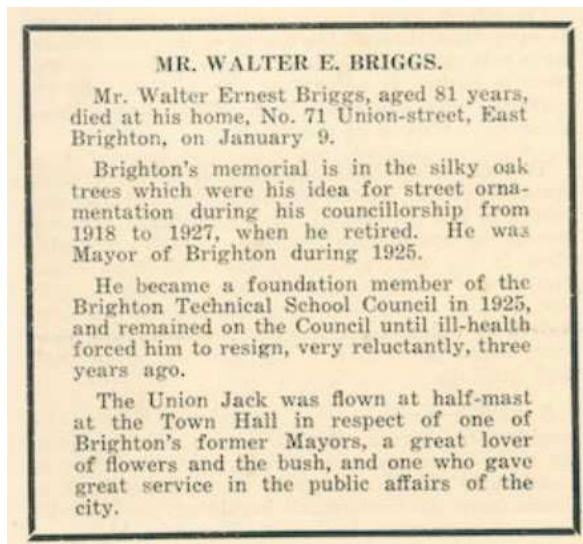 MR. WALTER E. BRIGGS.
Mr. Walter Ernest Briggs, aged 81 years,
died at his home, No. 71 Union-street, East
Brighton, on January 9.
Brighton's memorial is in the silky oak
trees which were his idea for street orna-
mentation during his councillorship from
1918 to 1927, when he retired. He was
Mayor of Brighton during 1925.
He became a foundation member of the
Brighton Technical School Council in 1925,
and remained on the Council until ill-health
forced him to resign, very reluctantly, three
years ago.
The Union Jack was flown at half-mast
at the Town Hall in respect of one of
Brighton's former Mayors, a great lover
of flowers and the bush, and one who gave
great service in the public affairs of the
city.